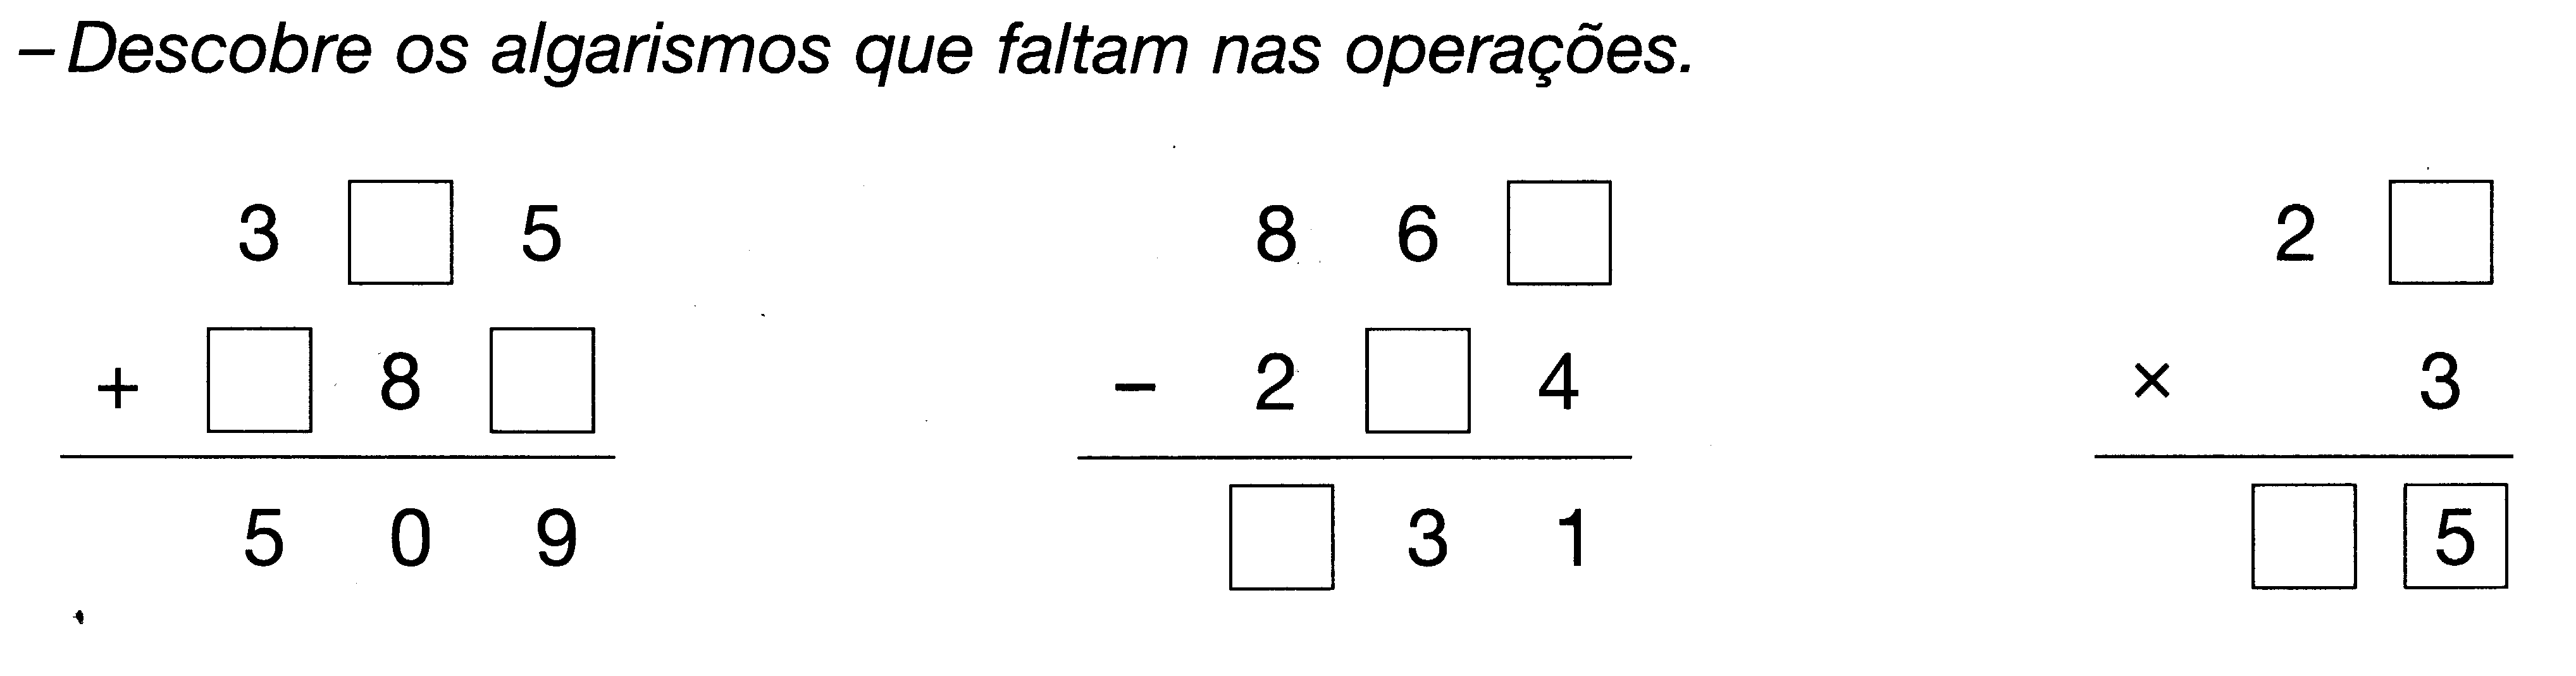 – Descobre os algarismos que faltam nas operações.
3 □ 5
+ □ 8 □
5 0 9
8 6 □
– 2 □ 4
□ 3 1
2 □
× 3
□ 5